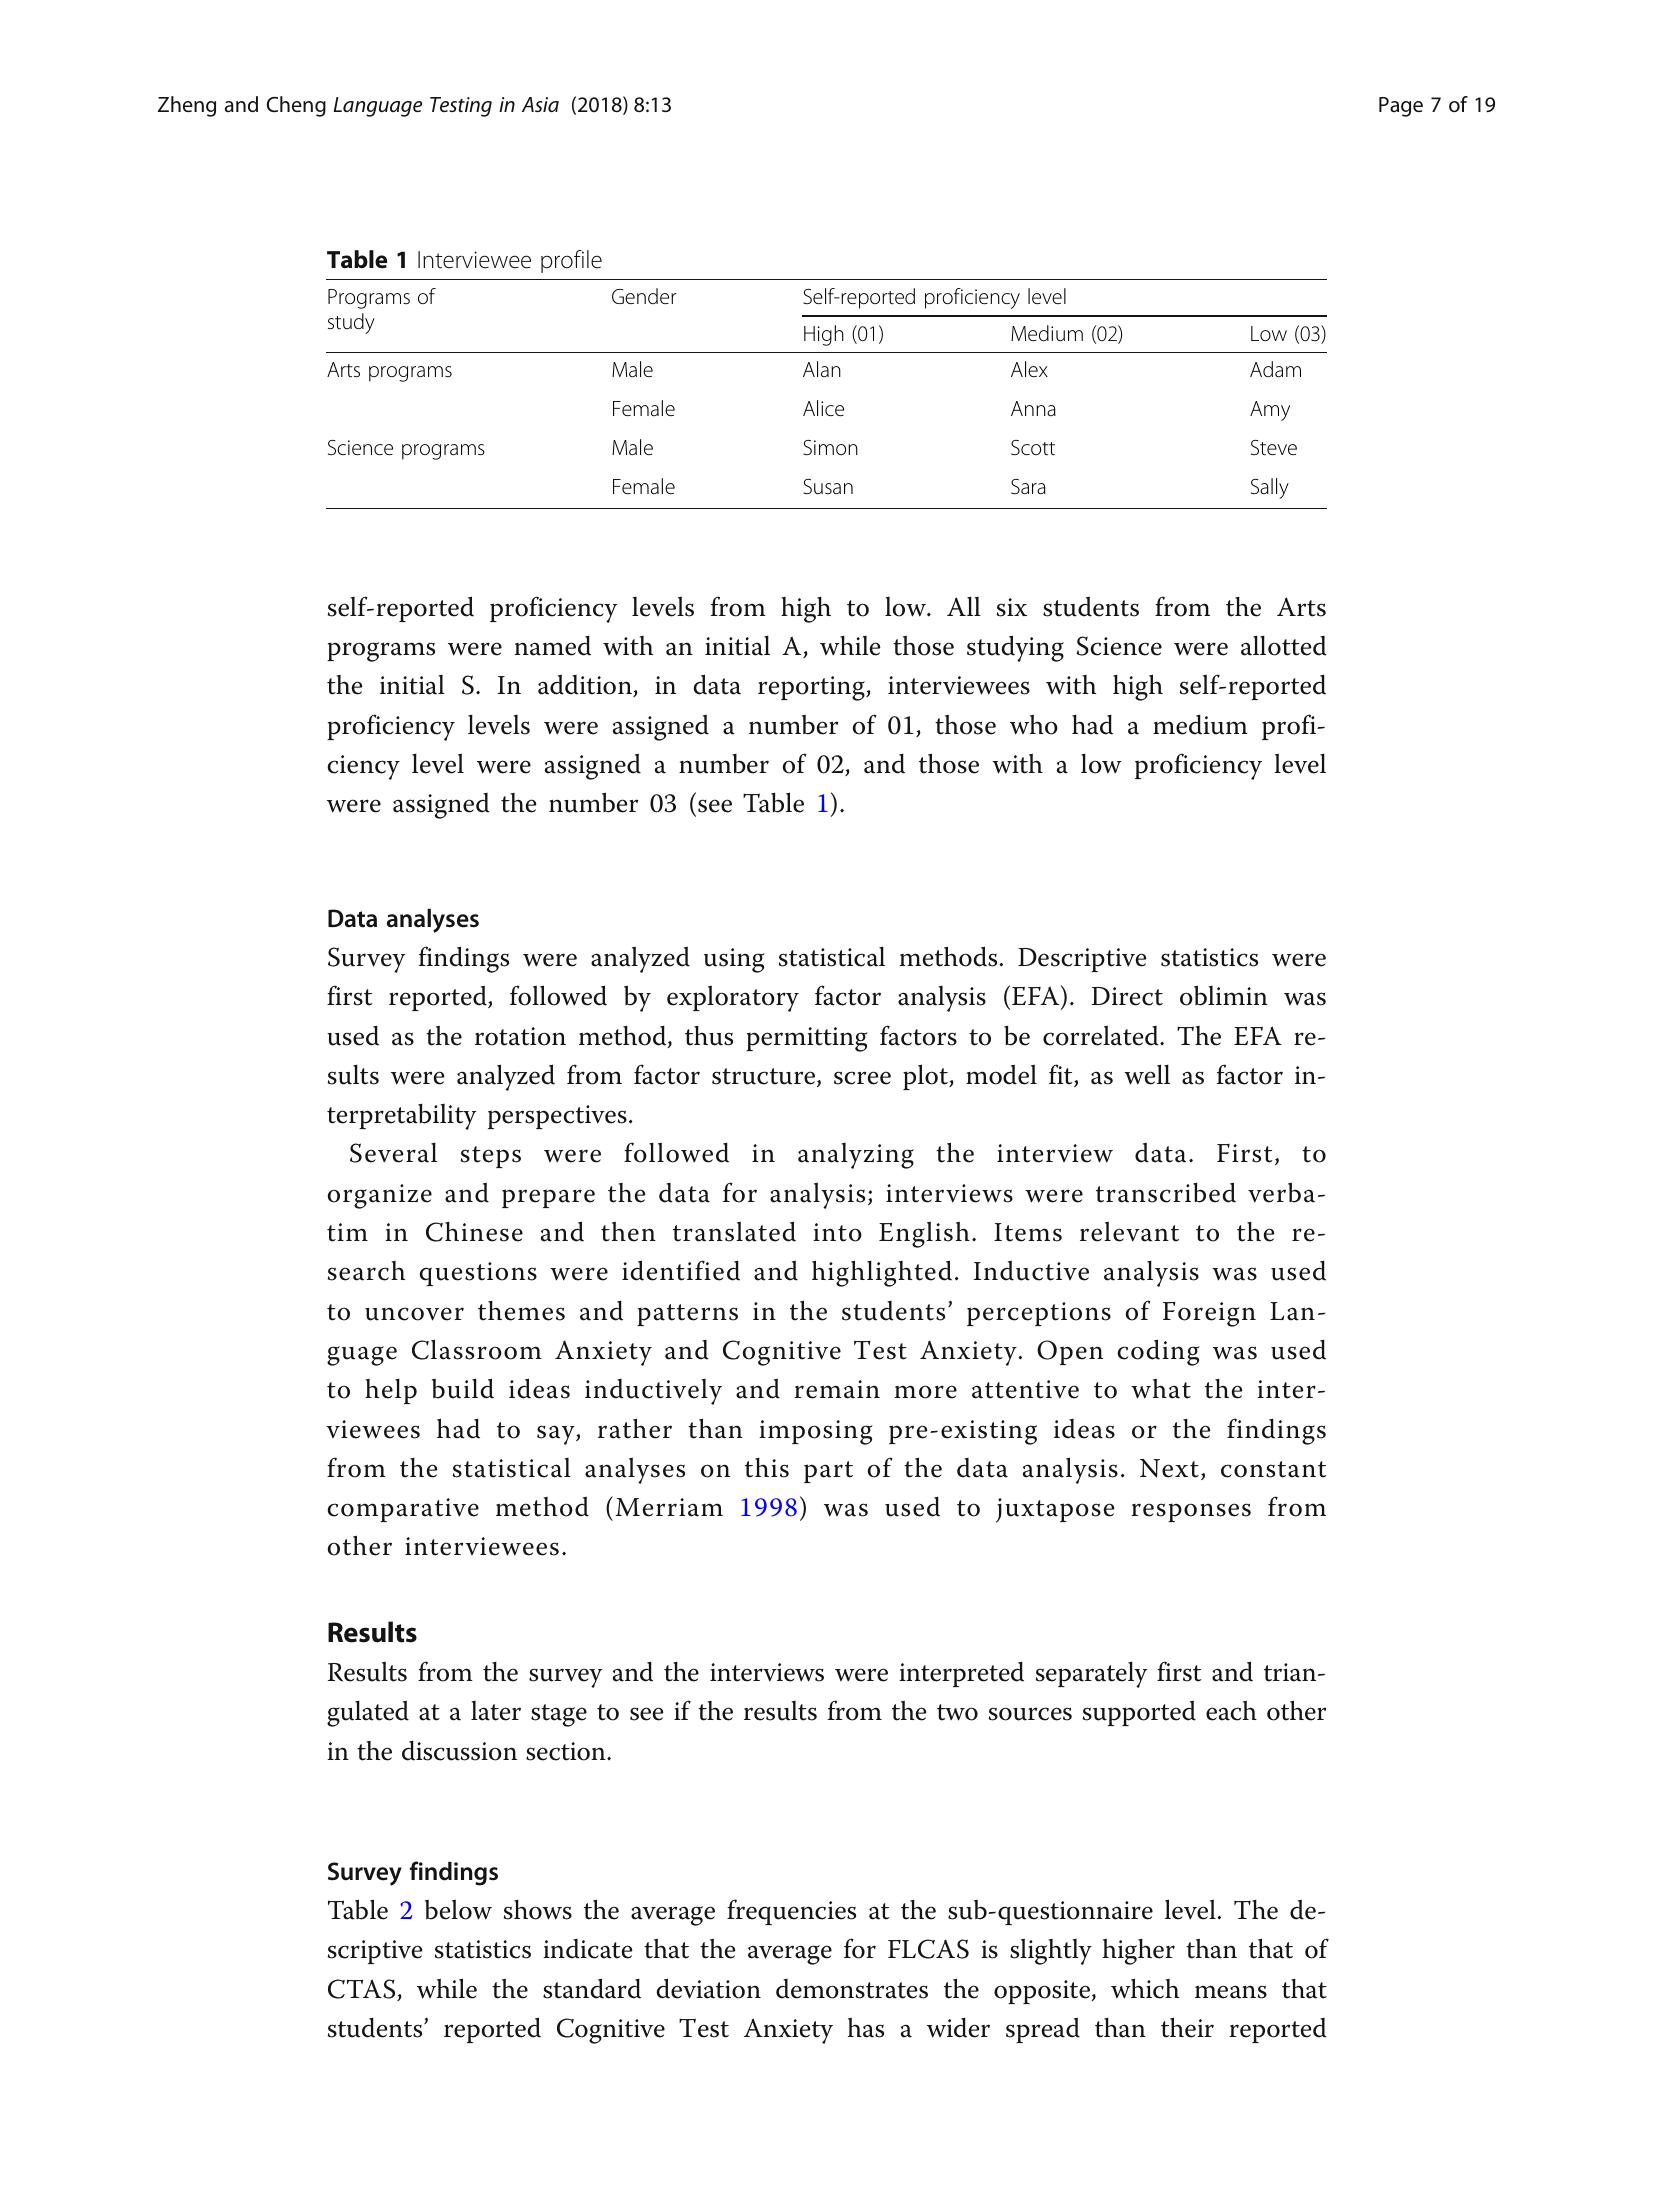 Zheng and Cheng Language Testing in Asia (2018) 8:13 Page 7 of 19
Table 1 Interviewee profile
Programs of study Gender Self-reported proficiency level
High (01) Medium (02) Low (03)
Arts programs Male Alan Alex Adam
Female Alice Anna Amy
Science programs Male Simon Scott Steve
Female Susan Sara Sally
self-reported proficiency levels from high to low. All six students from the Arts
programs were named with an initial A, while those studying Science were allotted
the initial S. In addition, in data reporting, interviewees with high self-reported
proficiency levels were assigned a number of 01, those who had a medium profi-
ciency level were assigned a number of 02, and those with a low proficiency level
were assigned the number 03 (see Table 1).
Data analyses
Survey findings were analyzed using statistical methods. Descriptive statistics were
first reported, followed by exploratory factor analysis (EFA). Direct oblimin was
used as the rotation method, thus permitting factors to be correlated. The EFA re-
sults were analyzed from factor structure, scree plot, model fit, as well as factor in-
terpretability perspectives.
Several steps were followed in analyzing the interview data. First, to
organize and prepare the data for analysis; interviews were transcribed verba-
tim in Chinese and then translated into English. Items relevant to the re-
search questions were identified and highlighted. Inductive analysis was used
to uncover themes and patterns in the students’ perceptions of Foreign Lan-
guage Classroom Anxiety and Cognitive Test Anxiety. Open coding was used
to help build ideas inductively and remain more attentive to what the inter-
viewees had to say, rather than imposing pre-existing ideas or the findings
from the statistical analyses on this part of the data analysis. Next, constant
comparative method (Merriam 1998) was used to juxtapose responses from
other interviewees.
Results
Results from the survey and the interviews were interpreted separately first and trian-
gulated at a later stage to see if the results from the two sources supported each other
in the discussion section.
Survey findings
Table 2 below shows the average frequencies at the sub-questionnaire level. The de-
scriptive statistics indicate that the average for FLCAS is slightly higher than that of
CTAS, while the standard deviation demonstrates the opposite, which means that
students’ reported Cognitive Test Anxiety has a wider spread than their reported